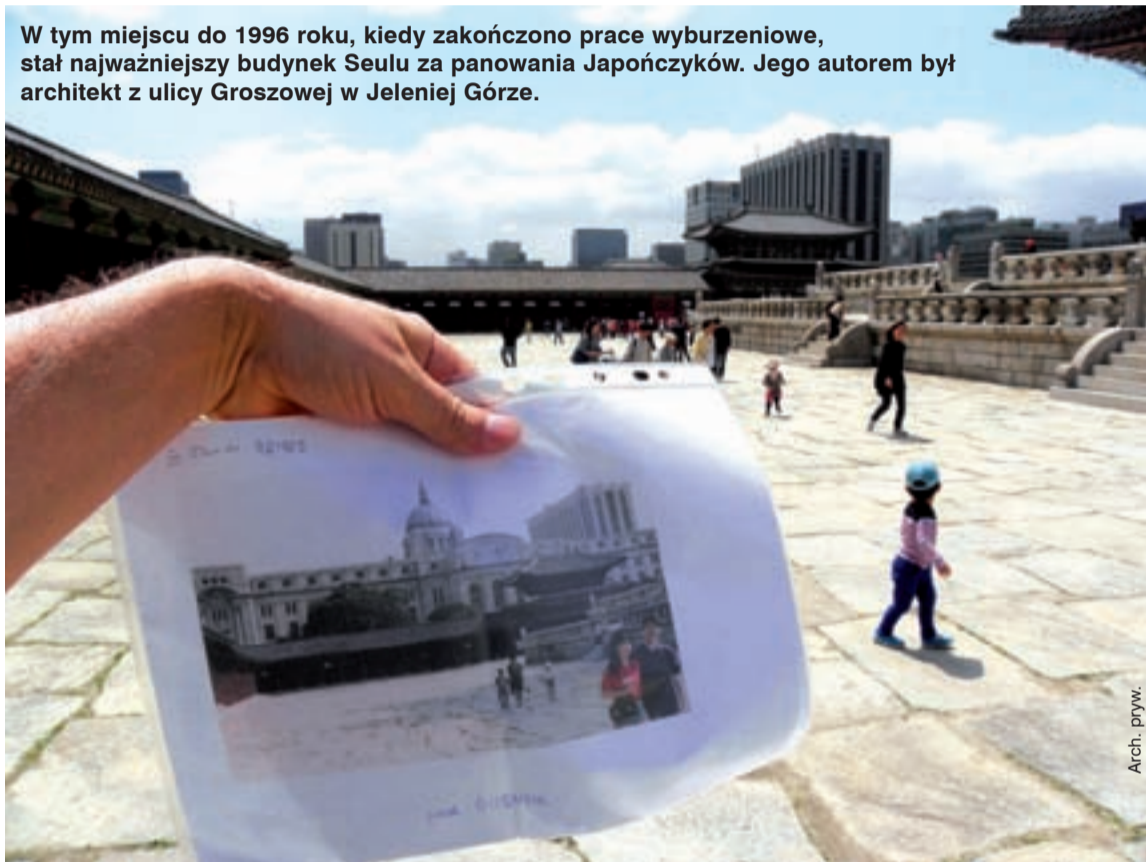 W tym miejscu do 1996 roku, kiedy zakończono prace wyburzeniowe,
stał najważniejszy budynek Seulu za panowania Japończyków. Jego autorem był
architekt z ulicy Groszowej w Jeleniej Górze.
Arch. pryw.